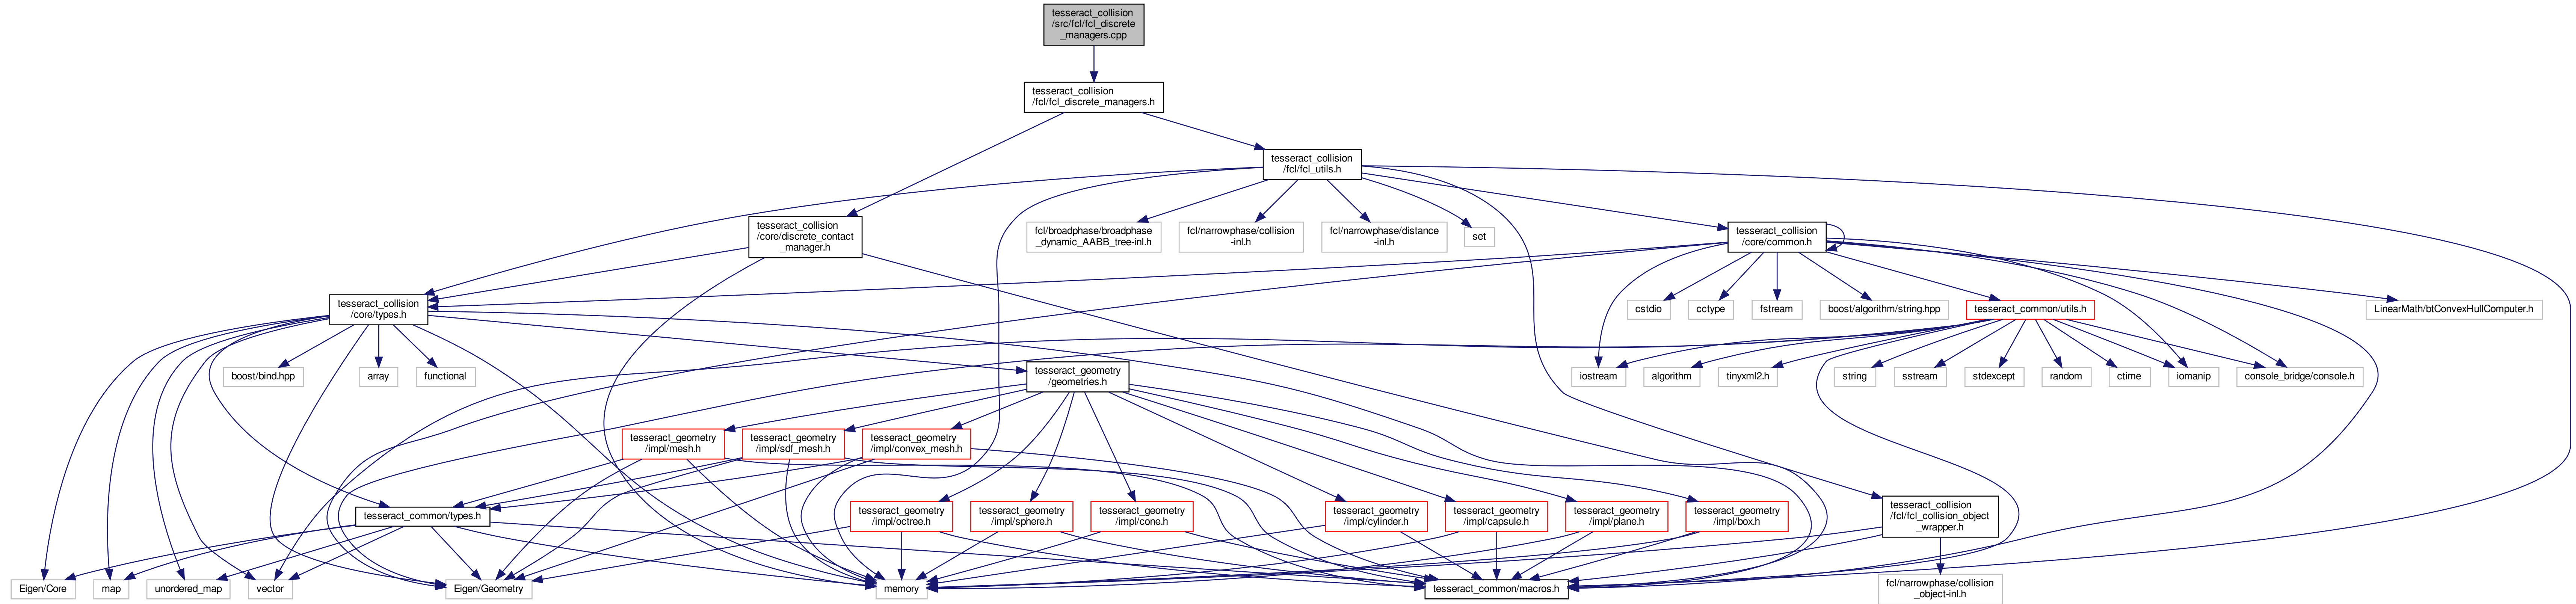 tesseract_collision
/src/fcl/fcl_discrete
_managers.cpp
tesseract_collision
/fcl/fcl_discrete_managers.h
tesseract_collision
/fcl/fcl_utils.h
tesseract_collision
/core/discrete_contact
_manager.h
fcl/broadphase/broadphase
_dynamic_AABB_tree-inl.h
fcl/narrowphase/collision
-inl.h
fcl/narrowphase/distance
-inl.h
set
tesseract_collision
/core/common.h
tesseract_collision
/core/types.h
cstdio
cctype
fstream
boost/algorithm/string.hpp
tesseract_common/utils.h
LinearMath/btConvexHullComputer.h
boost/bind.hpp
array
functional
tesseract_geometry
/geometries.h
iostream
algorithm
tinyxml2.h
string
sstream
stdexcept
random
ctime
iomanip
console_bridge/console.h
tesseract_geometry
/impl/mesh.h
tesseract_geometry
/impl/sdf_mesh.h
tesseract_geometry
/impl/convex_mesh.h
tesseract_common/types.h
tesseract_geometry
/impl/octree.h
tesseract_geometry
/impl/sphere.h
tesseract_geometry
/impl/cone.h
tesseract_geometry
/impl/cylinder.h
tesseract_geometry
/impl/capsule.h
tesseract_geometry
/impl/plane.h
tesseract_geometry
/impl/box.h
tesseract_collision
/fcl/fcl_collision_object
_wrapper.h
Eigen/Core
map
unordered_map
vector
Eigen/Geometry
memory
tesseract_common/macros.h
fcl/narrowphase/collision
_object-inl.h